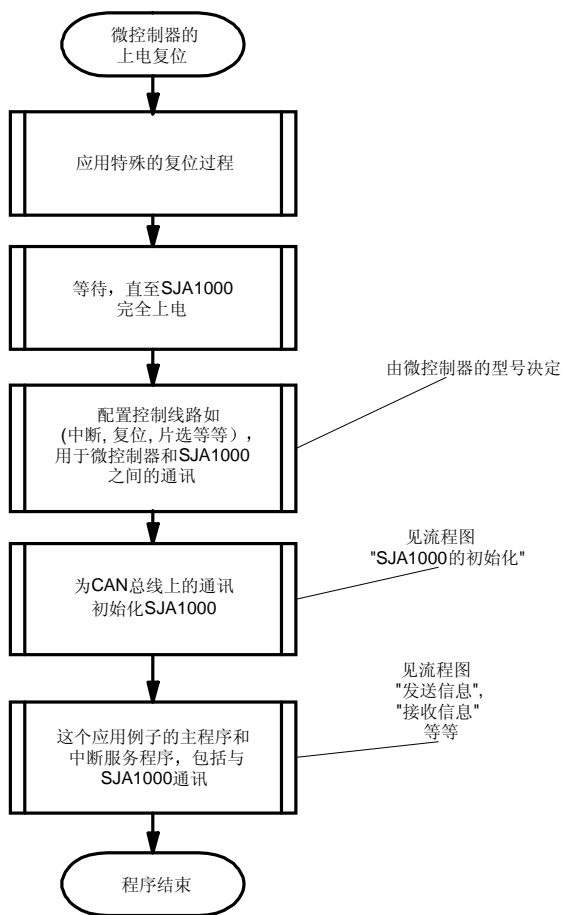 微控制器的
上电复位
应用特殊的复位过程
等待，直至SJA1000
完全上电
由微控制器的型号决定
配置控制线路如
(中断, 复位, 片选等等），
用于微控制器和SJA1000
之间的通讯
见流程图
"SJA1000的初始化"
为CAN总线上的通讯
初始化SJA1000
见流程图
"发送信息",
"接收信息"
等等
这个应用例子的主程序和
中断服务程序，包括与
SJA1000通讯
程序结束